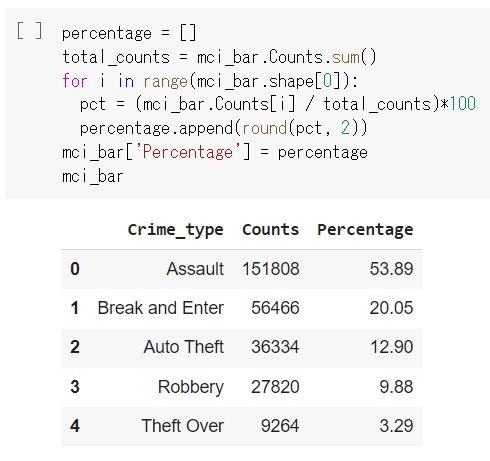 [ ] percentage = []
total_counts = mci_bar.Counts.sum()
for i in range(mci_bar.shape[0]):
  pct = (mci_bar.Counts[i] / total_counts)*100
  percentage.append(round(pct, 2))
mci_bar['Percentage'] = percentage
mci_bar
Crime_type Counts Percentage
0 Assault 151808 53.89
1 Break and Enter 56466 20.05
2 Auto Theft 36334 12.90
3 Robbery 27820 9.88
4 Theft Over 9264 3.29